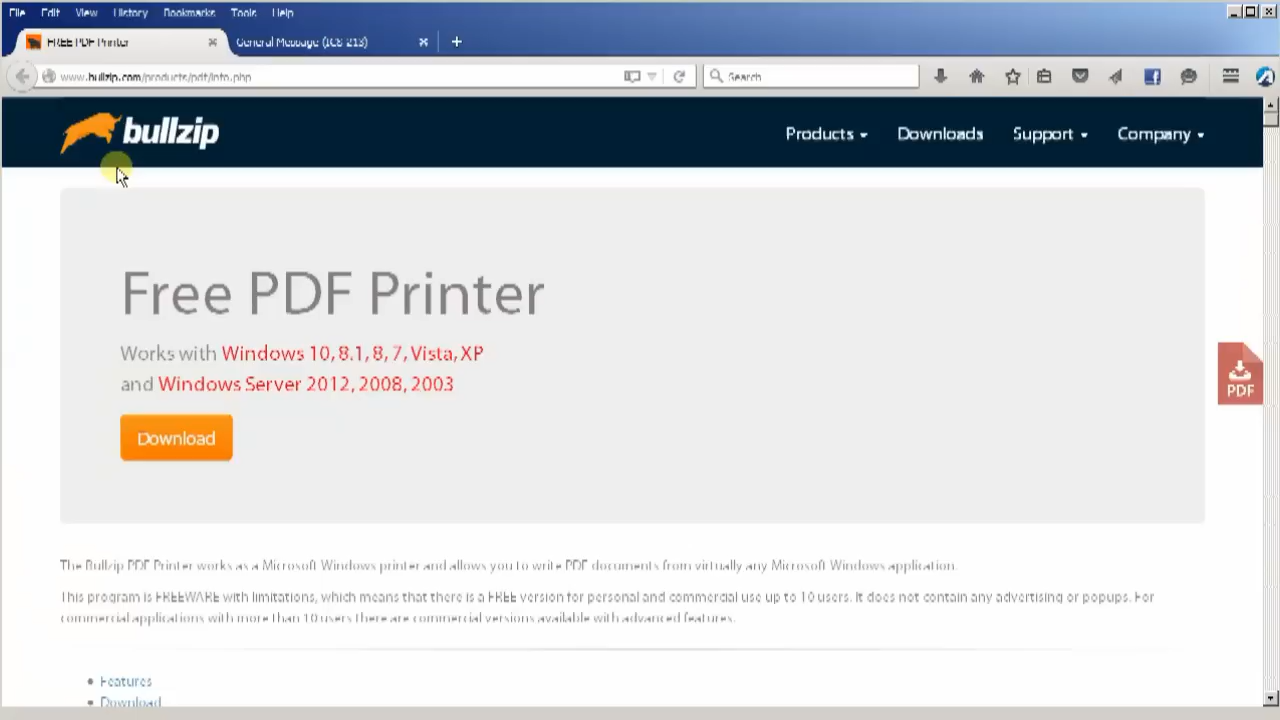 File Edit View History Bookmarks Tools Help
FREE PDF Printer
General Message (ICS-213)
www.bullzip.com/products/pdf/info.php
Search
bullzip
Products
Downloads
Support
Company
Free PDF Printer
Works with Windows 10, 8.1, 8, 7, Vista, XP
and Windows Server 2012, 2008, 2003
Download
PDF
The Bullzip PDF Printer works as a Microsoft Windows printer and allows you to write PDF documents from virtually any Microsoft Windows application.
This program is FREEWARE with limitations, which means that there is a FREE version for personal and commercial use up to 10 users. It does not contain any advertising or popups. For
commercial applications with more than 10 users there are commercial versions available with advanced features.
Features
Download